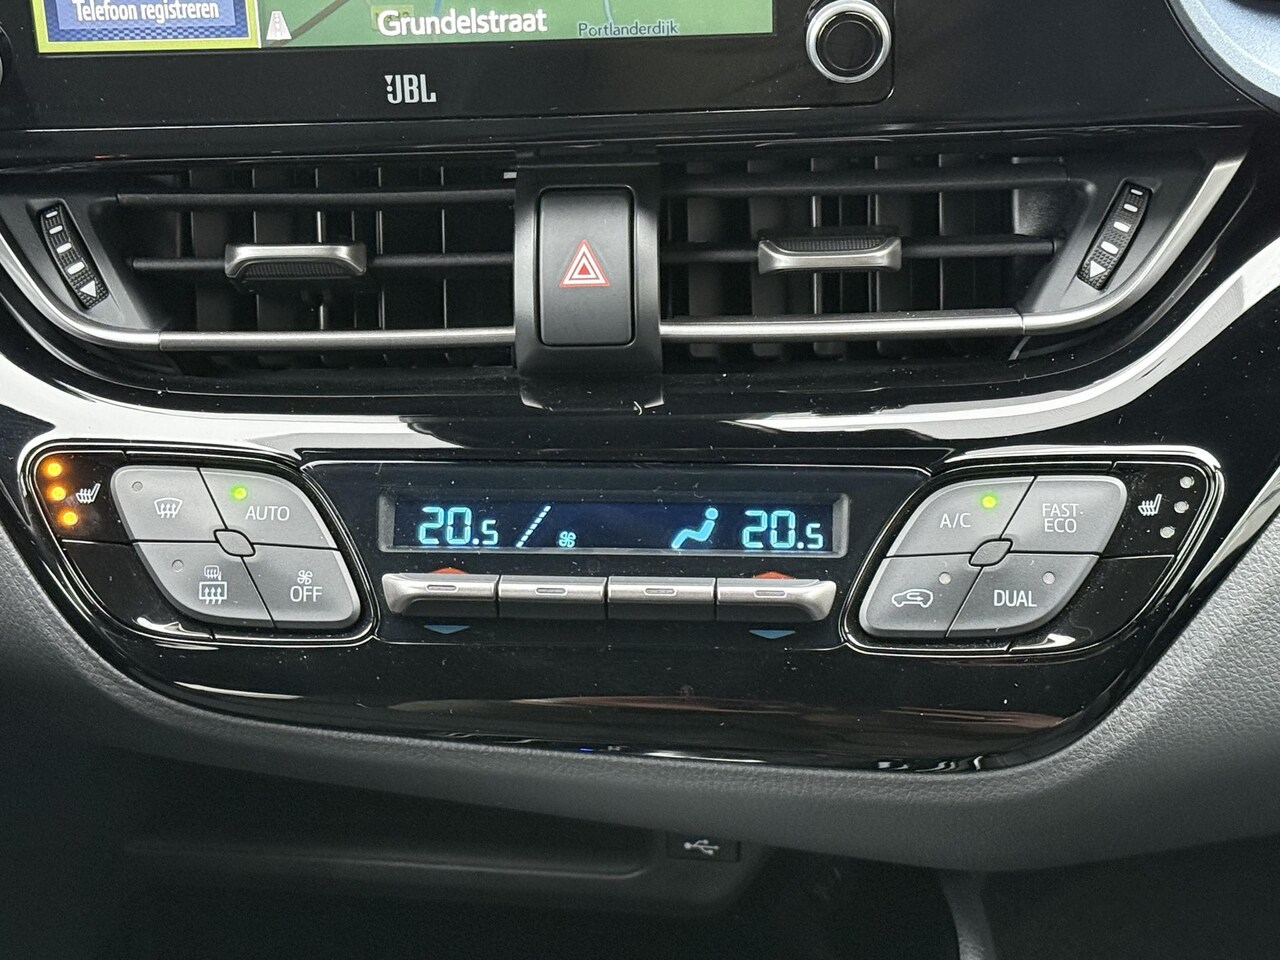 Telefoon registreren
Grundelstraat
Portlanderdijk
JBL
AUTO
OFF
20.5
20.5
A/C
FAST-
ECO
DUAL